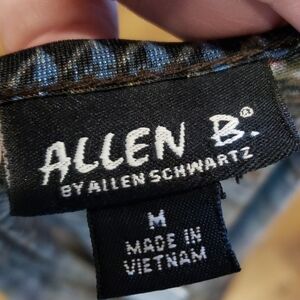 ALLEN B.®
BY ALLEN SCHWARTZ
M
MADE IN
VIETNAM